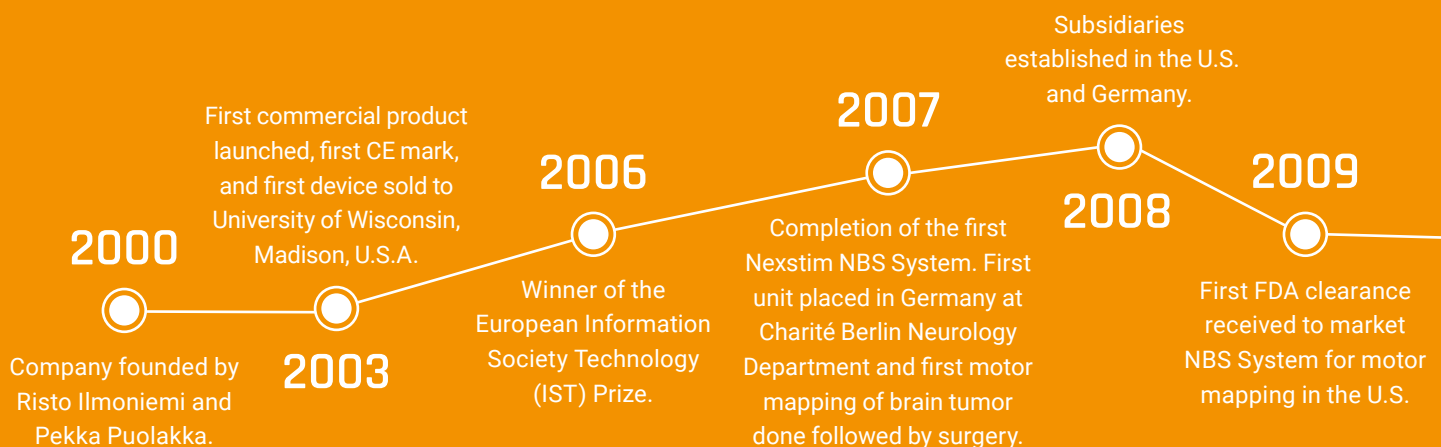 2000
Company founded by
Risto Ilmoniemi and
Pekka Puolakka.
First commercial product
launched, first CE mark,
and first device sold to
University of Wisconsin,
Madison, U.S.A.
2003
2006
Winner of the
European Information
Society Technology
(IST) Prize.
2007
Completion of the first
Nexstim NBS System. First
unit placed in Germany at
Charité Berlin Neurology
Department and first motor
mapping of brain tumor
done followed by surgery.
Subsidiaries
established in the U.S.
and Germany.
2008
2009
First FDA clearance
received to market
NBS System for motor
mapping in the U.S.